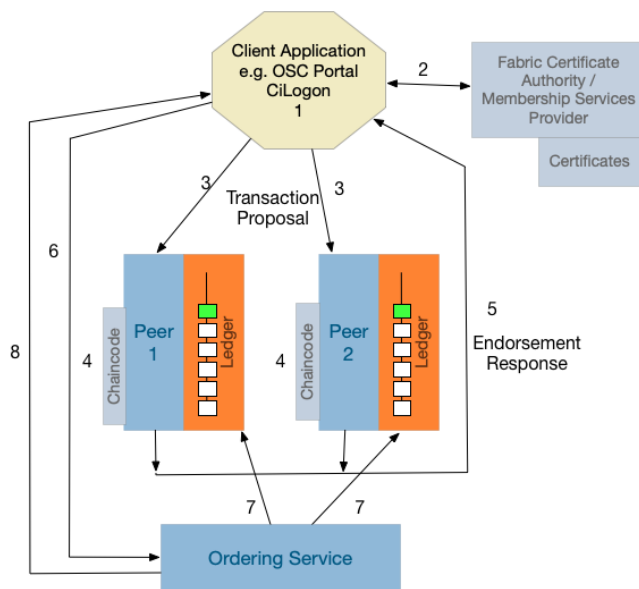 Client Application
e.g. OSC Portal
CiLogon
1
2
Fabric Certificate
Authority /
Membership Services
Provider
Certificates
3
Transaction
Proposal
3
6
8
4
Chaincode
Peer
1
Ledger
4
Chaincode
Peer
2
Ledger
5
Endorsement
Response
7
7
Ordering Service